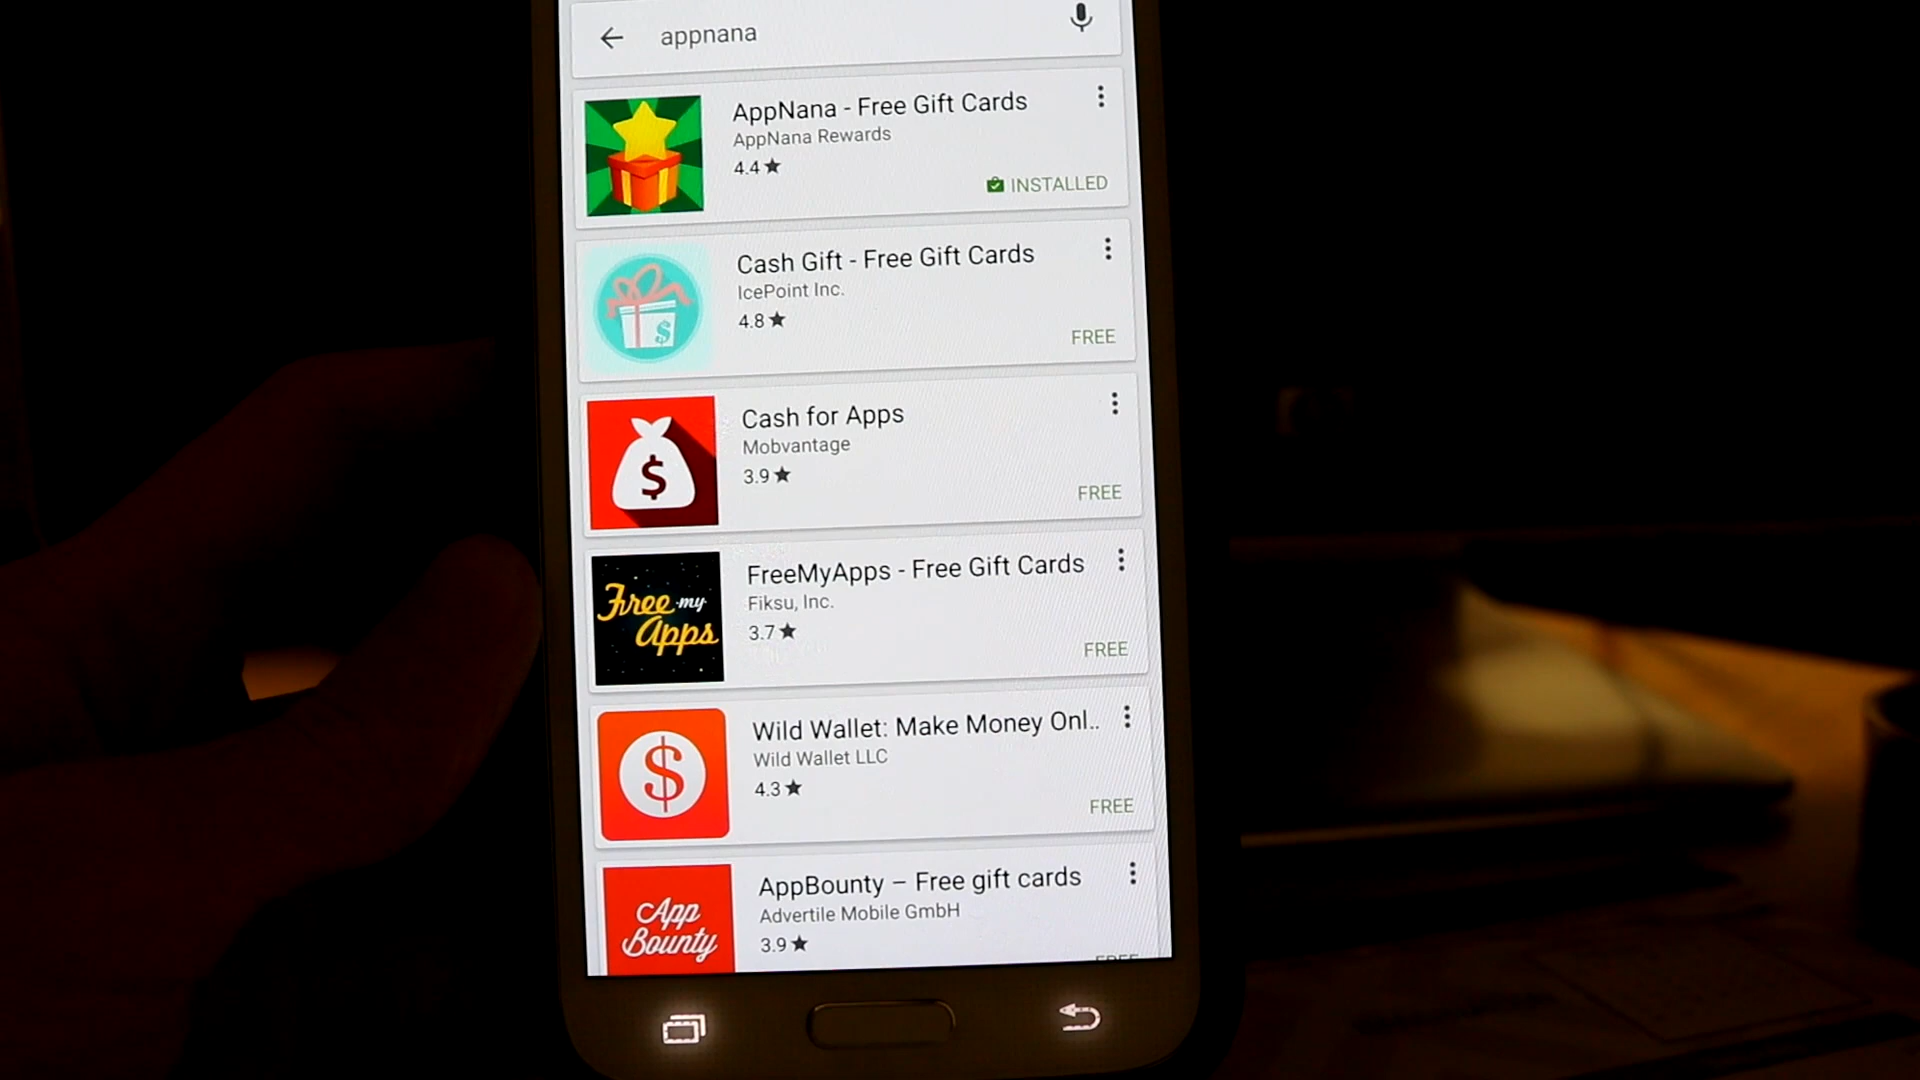 appnana
AppNana - Free Gift Cards
AppNana Rewards
4.4★
INSTALLED
Cash Gift - Free Gift Cards
IcePoint Inc.
4.8★
$
FREE
Cash for Apps
Mobvantage
3.9★
$
FREE
FreeMyApps - Free Gift Cards
Fiksu, Inc.
3.7★
Free my
Apps
FREE
Wild Wallet: Make Money Onl..
Wild Wallet LLC
4.3★
$
FREE
AppBounty – Free gift cards
Advertile Mobile GmbH
3.9★
App
Bounty
FREE